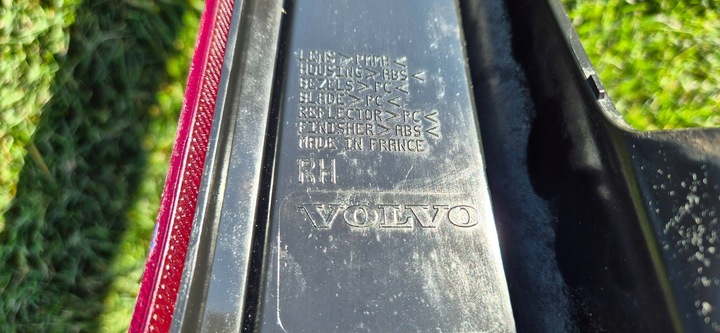 LENS >PMMA<
HOUSING >ABS<
BEZELS >PC<
BLADE >PC<
REFLECTOR >PC<
FINISHER >ABS<
MADE IN FRANCE
RH
VOLVO